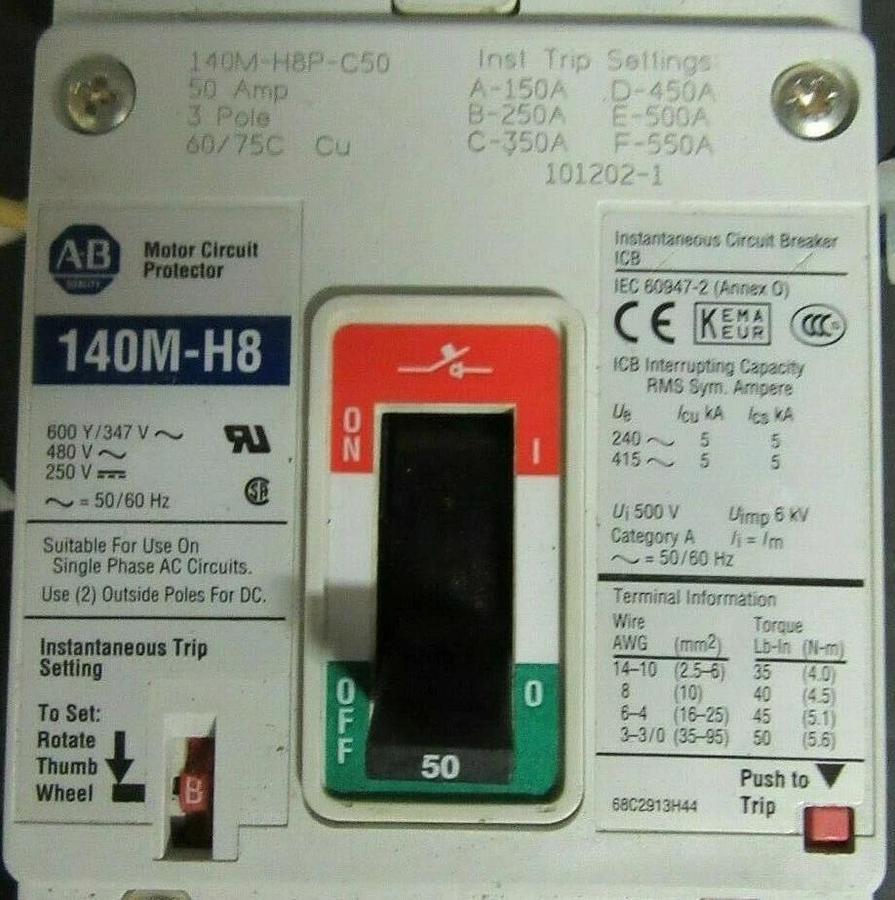 140M-H8P-C50
50 Amp
3 Pole
60/75C Cu
Inst Trip Settings
A-150A D-450A
B-250A E-500A
C-350A F-550A
101202-1
AB
QUALITY
Motor Circuit
Protector
140M-H8
600 Y/347 V ~
480 V ~
250 V ⎓
~ = 50/60 Hz
RU
SP
Suitable For Use On
Single Phase AC Circuits.
Use (2) Outside Poles For DC.
Instantaneous Trip
Setting
To Set:
Rotate
Thumb
Wheel
B
ON
I
OFF
O
50
Instantaneous Circuit Breaker
ICB
IEC 60947-2 (Annex O)
CE KEMA EUR CCC
ICB Interrupting Capacity
RMS Sym. Ampere
Ue Icu kA Ics kA
240 ~ 5 5
415 ~ 5 5
Ui 500 V Uimp 6 kV
Category A Ii = Im
~ = 50/60 Hz
Terminal Information
Wire Torque
AWG (mm²) Lb-In (N-m)
14-10 (2.5-6) 35 (4.0)
8 (10) 40 (4.5)
6-4 (16-25) 45 (5.1)
3-3/0 (35-95) 50 (5.6)
Push to
68C2913H44 Trip